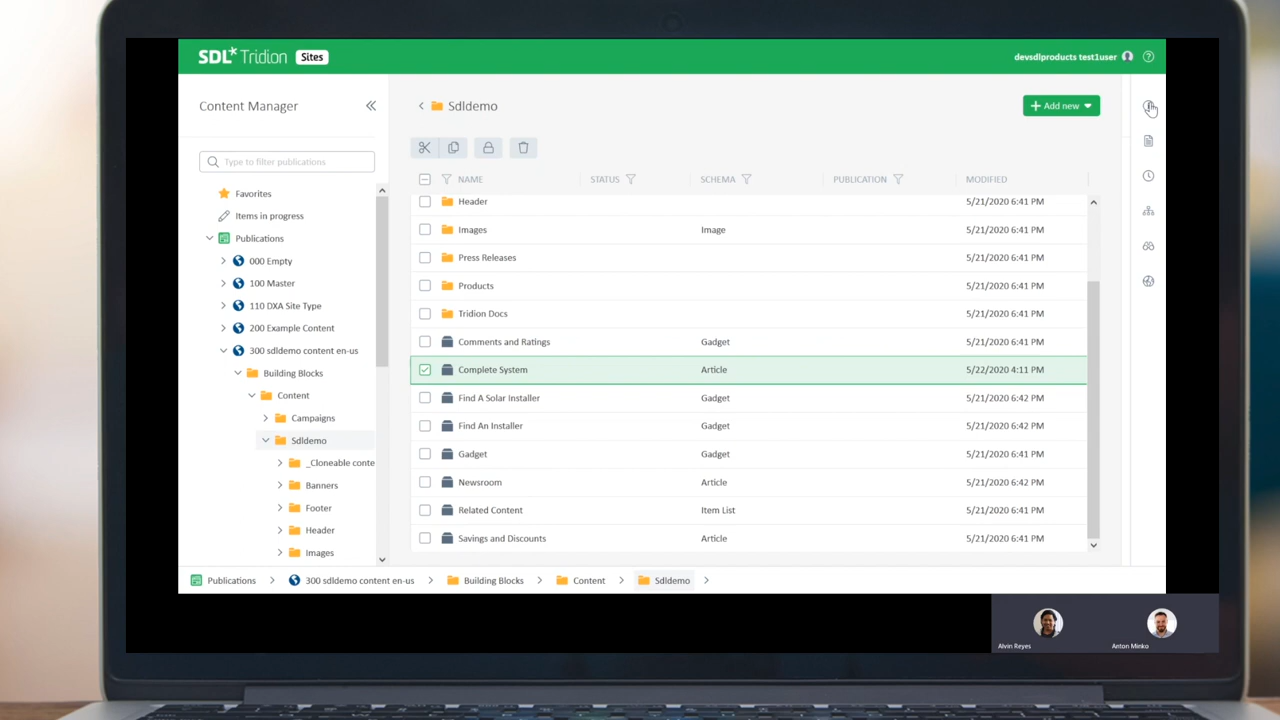 SDL* Tridion Sites
devsdlproducts test1user
Content Manager
Type to filter publications
Favorites
Items in progress
Publications
000 Empty
100 Master
110 DXA Site Type
200 Example Content
300 sdldemo content en-us
Building Blocks
Content
Campaigns
Sdldemo
_Cloneable conte
Banners
Footer
Header
Images
Sdldemo
Add new
NAME STATUS SCHEMA PUBLICATION MODIFIED
Header 5/21/2020 6:41 PM
Images Image 5/21/2020 6:41 PM
Press Releases 5/21/2020 6:41 PM
Products 5/21/2020 6:41 PM
Tridion Docs 5/21/2020 6:41 PM
Comments and Ratings Gadget 5/21/2020 6:41 PM
Complete System Article 5/22/2020 4:11 PM
Find A Solar Installer Gadget 5/21/2020 6:42 PM
Find An Installer Gadget 5/21/2020 6:42 PM
Gadget Gadget 5/21/2020 6:41 PM
Newsroom Article 5/21/2020 6:42 PM
Related Content Item List 5/21/2020 6:41 PM
Savings and Discounts Article 5/21/2020 6:41 PM
Publications > 300 sdldemo content en-us > Building Blocks > Content > Sdldemo >
Alvin Reyes
Anton Minko